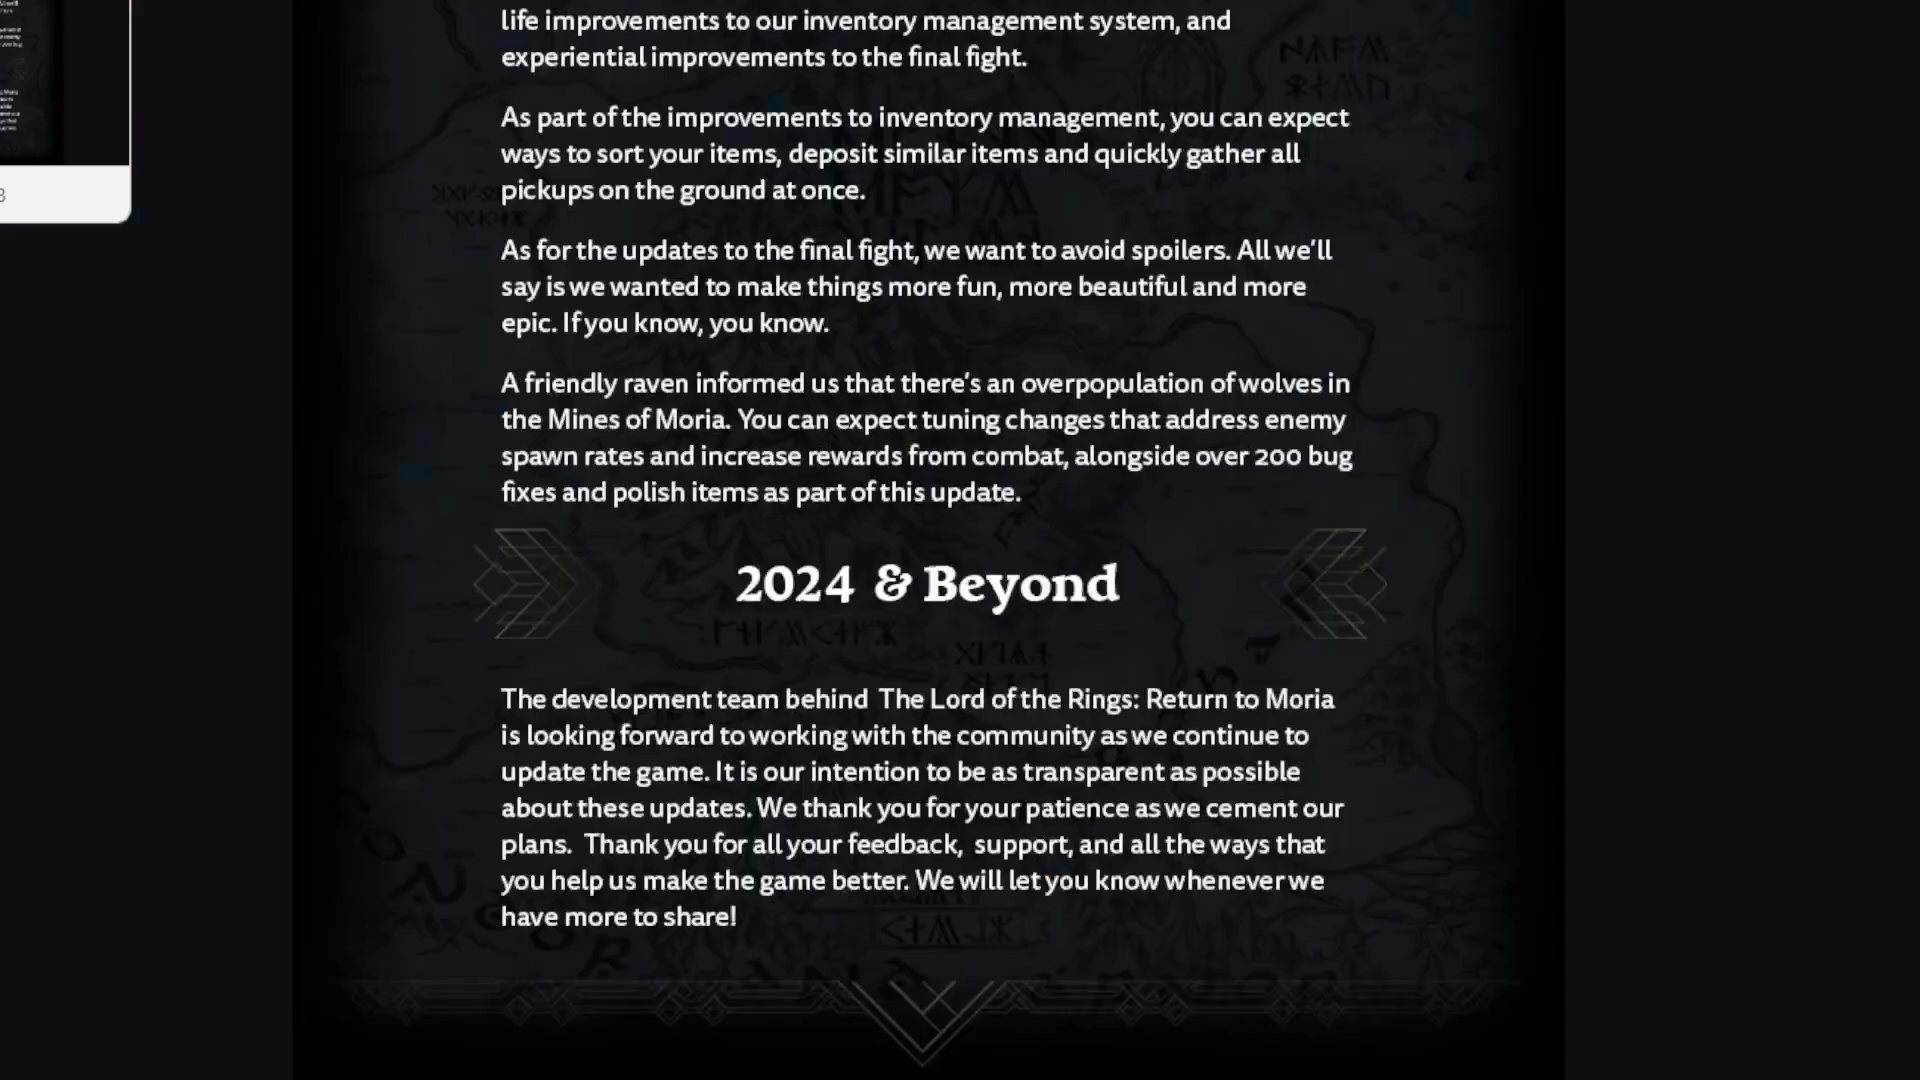 life improvements to our inventory management system, and
experiential improvements to the final fight.
As part of the improvements to inventory management, you can expect
ways to sort your items, deposit similar items and quickly gather all
pickups on the ground at once.
As for the updates to the final fight, we want to avoid spoilers. All we’ll
say is we wanted to make things more fun, more beautiful and more
epic. If you know, you know.
A friendly raven informed us that there’s an overpopulation of wolves in
the Mines of Moria. You can expect tuning changes that address enemy
spawn rates and increase rewards from combat, alongside over 200 bug
fixes and polish items as part of this update.
2024 & Beyond
The development team behind The Lord of the Rings: Return to Moria
is looking forward to working with the community as we continue to
update the game. It is our intention to be as transparent as possible
about these updates. We thank you for your patience as we cement our
plans. Thank you for all your feedback, support, and all the ways that
you help us make the game better. We will let you know whenever we
have more to share!